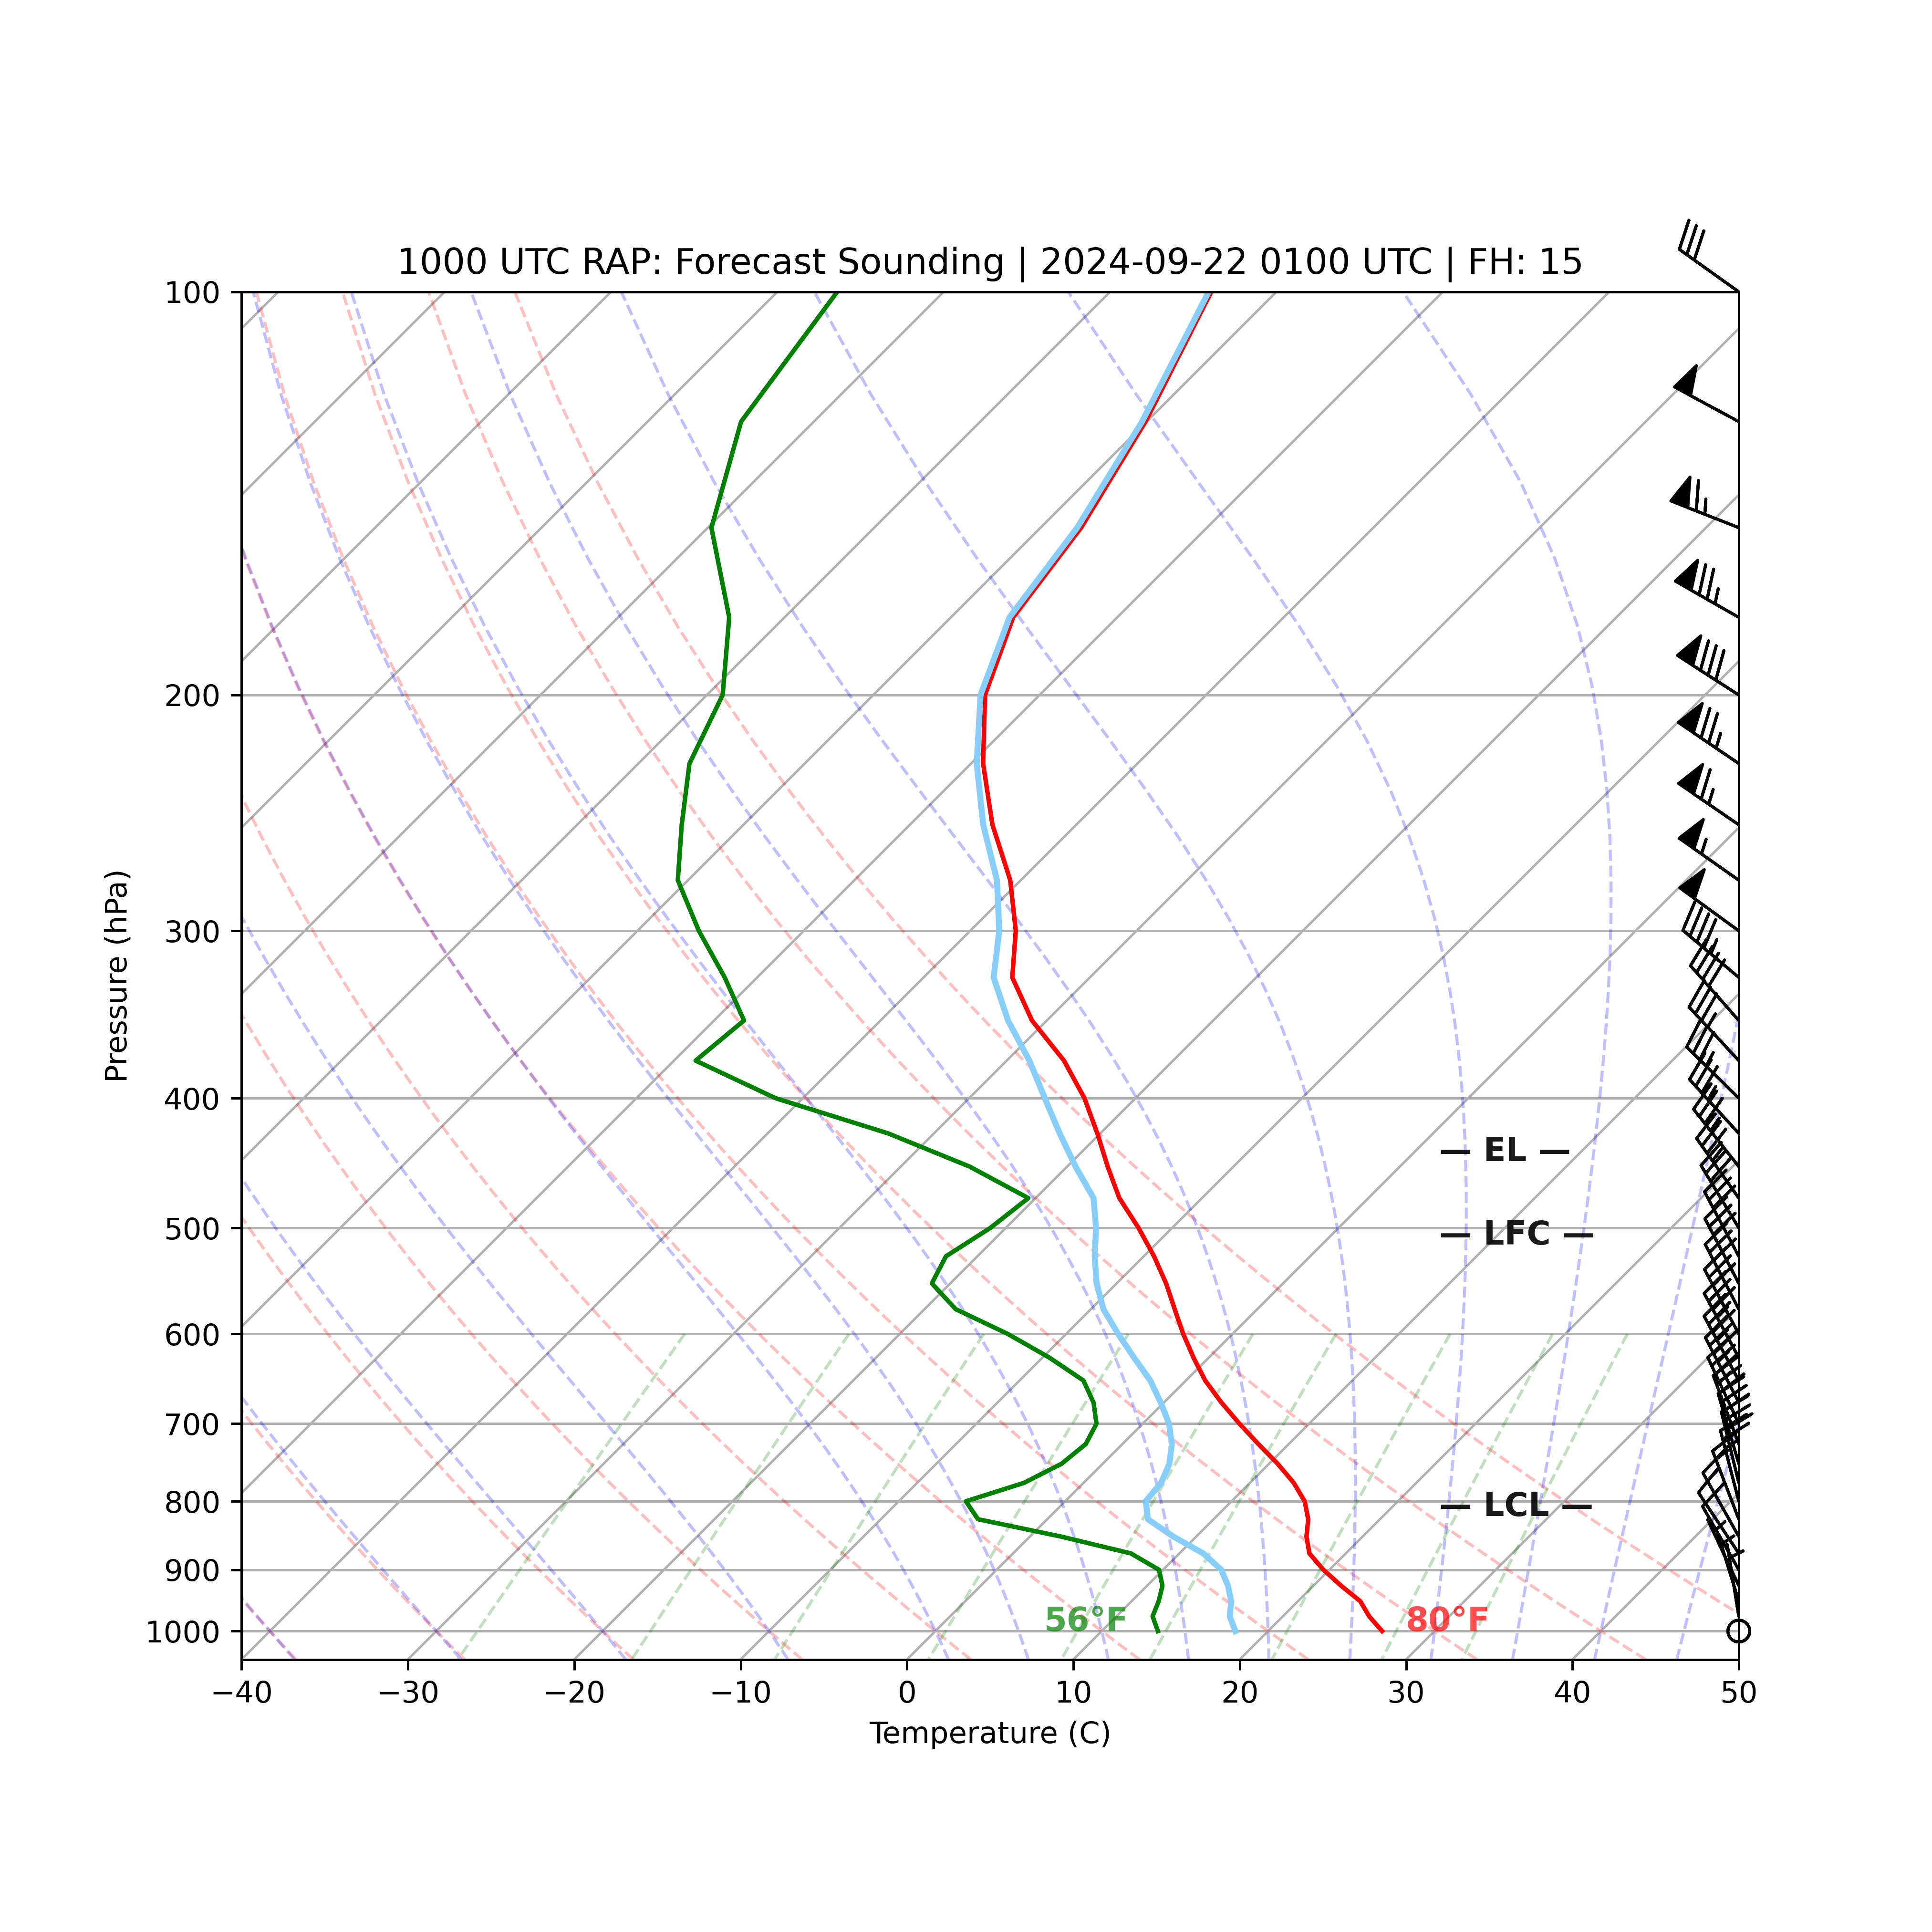 1000 UTC RAP: Forecast Sounding | 2024-09-22 0100 UTC | FH: 15
100
200
300
400
500
600
700
800
900
1000
Pressure (hPa)
— EL —
— LFC —
— LCL —
56°F
80°F
−40 −30 −20 −10 0 10 20 30 40 50
Temperature (C)